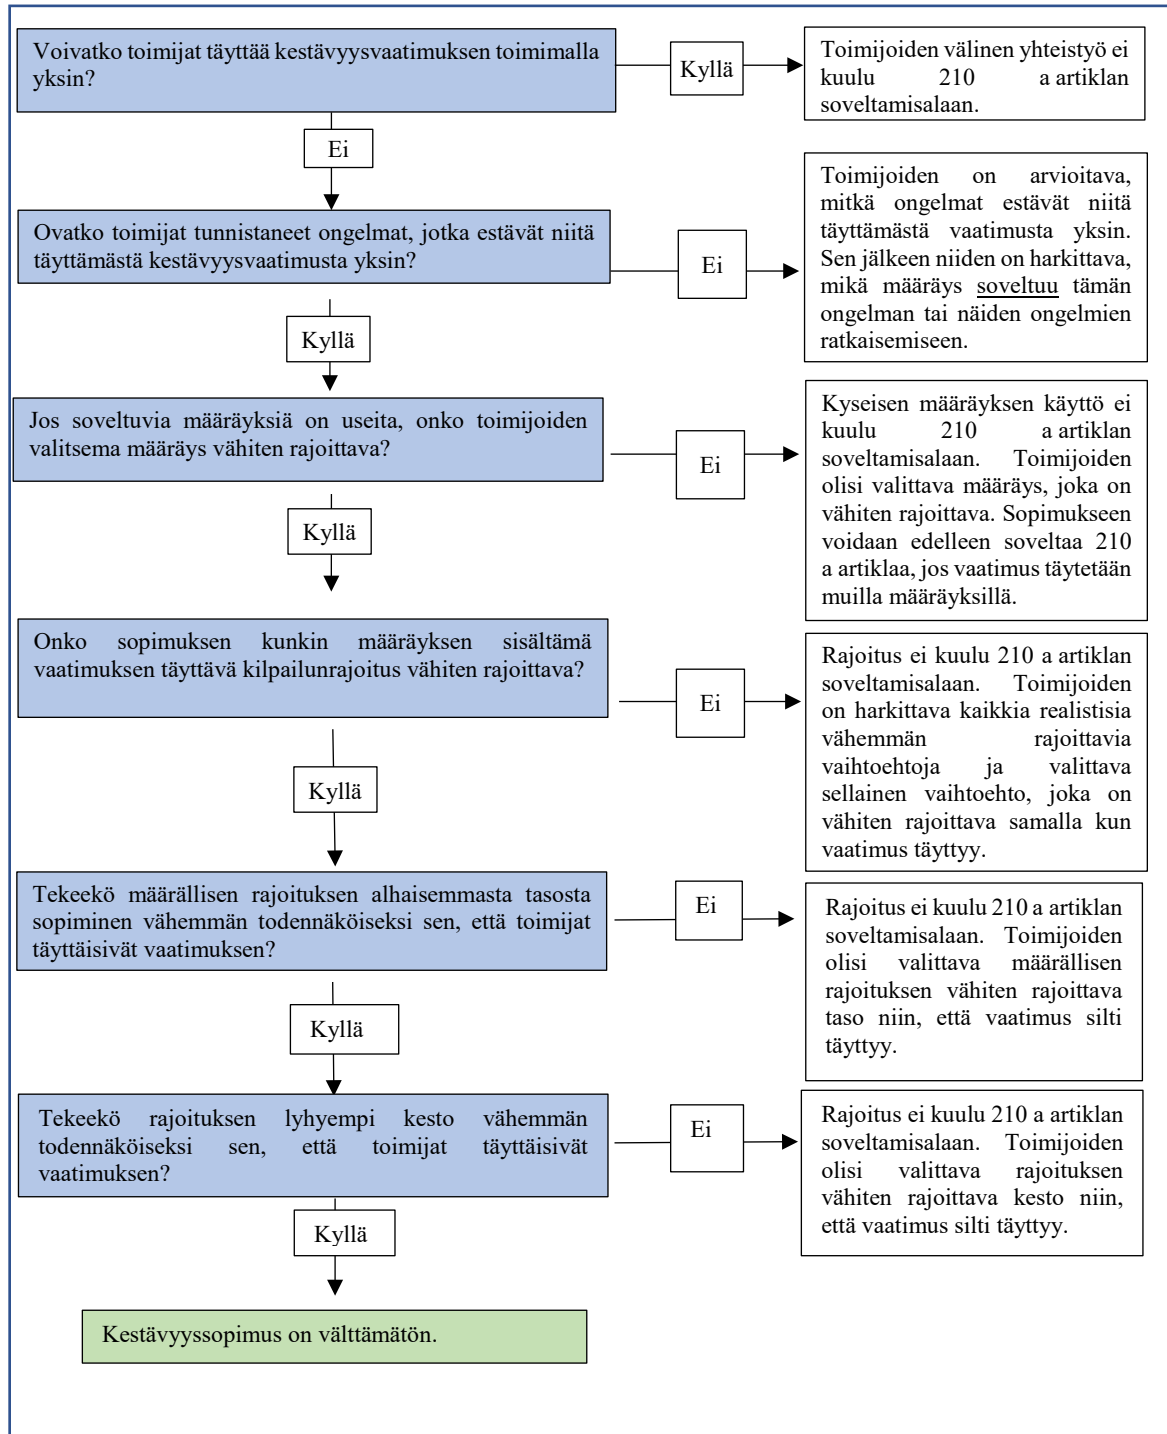 Voivatko toimijat täyttää kestävyysvaatimuksen toimimalla
yksin?
Kyllä
Toimijoiden välinen yhteistyö ei
kuulu 210 a artiklan
soveltamisalaan.
Ei
Ovatko toimijat tunnistaneet ongelmat, jotka estävät niitä
täyttämästä kestävyysvaatimusta yksin?
Ei
Toimijoiden on arvioitava,
mitkä ongelmat estävät niitä
täyttämästä vaatimusta yksin.
Sen jälkeen niiden on harkittava,
mikä määräys soveltuu tämän
ongelman tai näiden ongelmien
ratkaisemiseen.
Kyllä
Jos soveltuvia määräyksiä on useita, onko toimijoiden
valitsema määräys vähiten rajoittava?
Ei
Kyseisen määräyksen käyttö ei
kuulu 210 a artiklan
soveltamisalaan. Toimijoiden
olisi valittava määräys, joka on
vähiten rajoittava. Sopimukseen
voidaan edelleen soveltaa 210
a artiklaa, jos vaatimus täytetään
muilla määräyksillä.
Kyllä
Onko sopimuksen kunkin määräyksen sisältämä
vaatimuksen täyttävä kilpailunrajoitus vähiten rajoittava?
Ei
Rajoitus ei kuulu 210 a artiklan
soveltamisalaan. Toimijoiden
on harkittava kaikkia realistisia
vähemmän rajoittavia
vaihtoehtoja ja valittava
sellainen vaihtoehto, joka on
vähiten rajoittava samalla kun
vaatimus täyttyy.
Kyllä
Tekeekö määrällisen rajoituksen alhaisemmasta tasosta
sopiminen vähemmän todennäköiseksi sen, että toimijat
täyttäisivät vaatimuksen?
Ei
Rajoitus ei kuulu 210 a artiklan
soveltamisalaan. Toimijoiden
olisi valittava määrällisen
rajoituksen vähiten rajoittava
taso niin, että vaatimus silti
täyttyy.
Kyllä
Tekeekö rajoituksen lyhyempi kesto vähemmän
todennäköiseksi sen, että toimijat täyttäisivät
vaatimuksen?
Ei
Rajoitus ei kuulu 210 a artiklan
soveltamisalaan. Toimijoiden
olisi valittava rajoituksen
vähiten rajoittava kesto niin,
että vaatimus silti täyttyy.
Kyllä
Kestävyyssopimus on välttämätön.